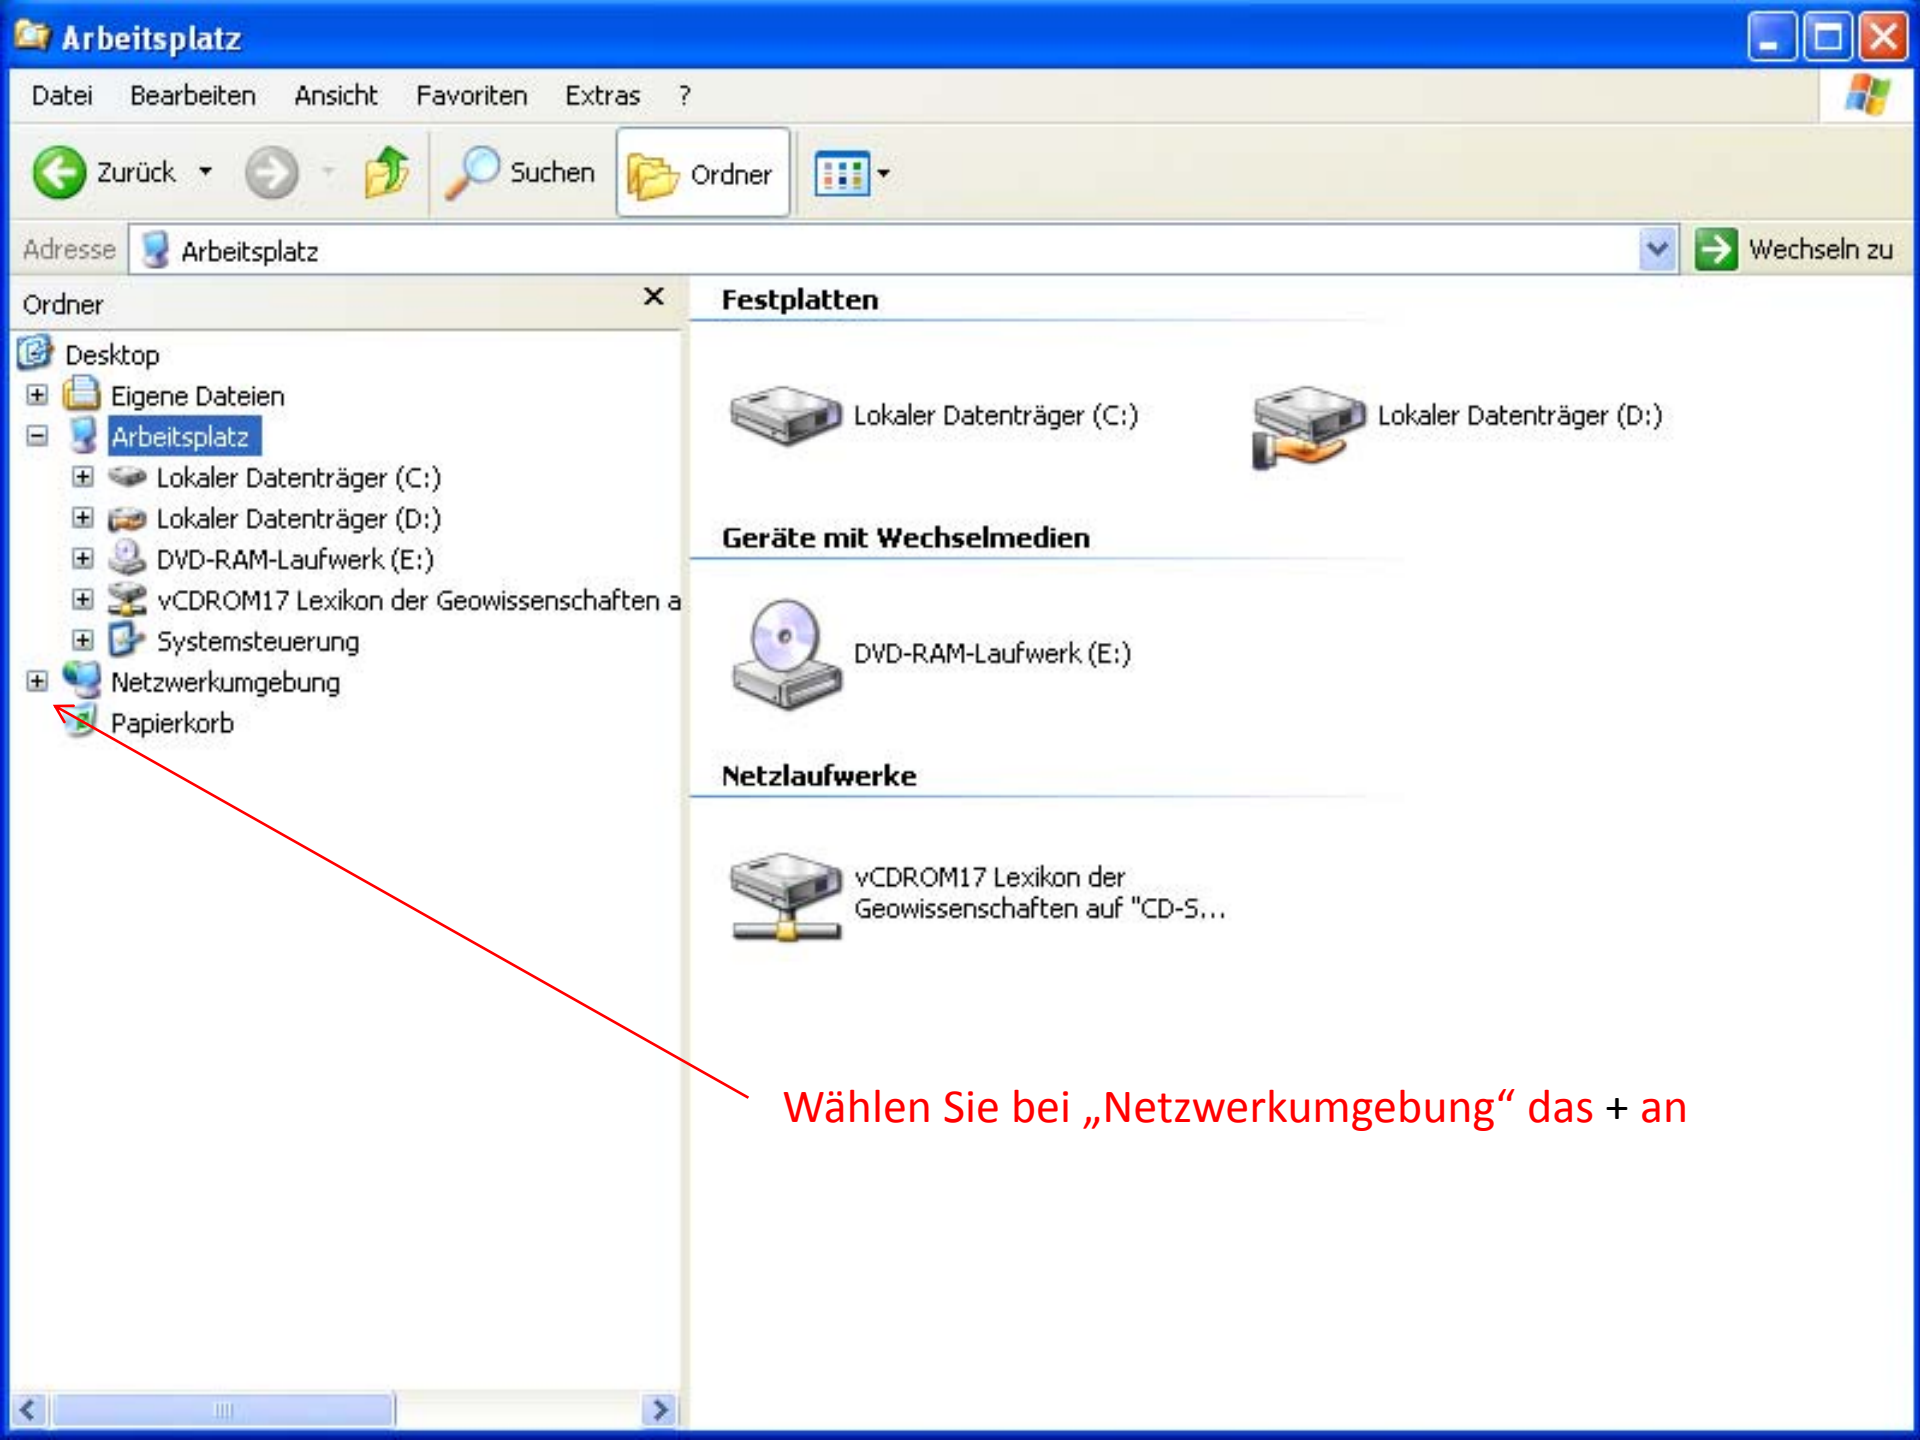 Arbeitsplatz
Datei Bearbeiten Ansicht Favoriten Extras ?
Zurück Suchen Ordner
Adresse Arbeitsplatz Wechseln zu
Ordner
Desktop
Eigene Dateien
Arbeitsplatz
Lokaler Datenträger (C:)
Lokaler Datenträger (D:)
DVD-RAM-Laufwerk (E:)
vCDROM17 Lexikon der Geowissenschaften a
Systemsteuerung
Netzwerkumgebung
Papierkorb
Festplatten
Lokaler Datenträger (C:) Lokaler Datenträger (D:)
Geräte mit Wechselmedien
DVD-RAM-Laufwerk (E:)
Netzlaufwerke
vCDROM17 Lexikon der
Geowissenschaften auf "CD-S...
Wählen Sie bei „Netzwerkumgebung“ das + an